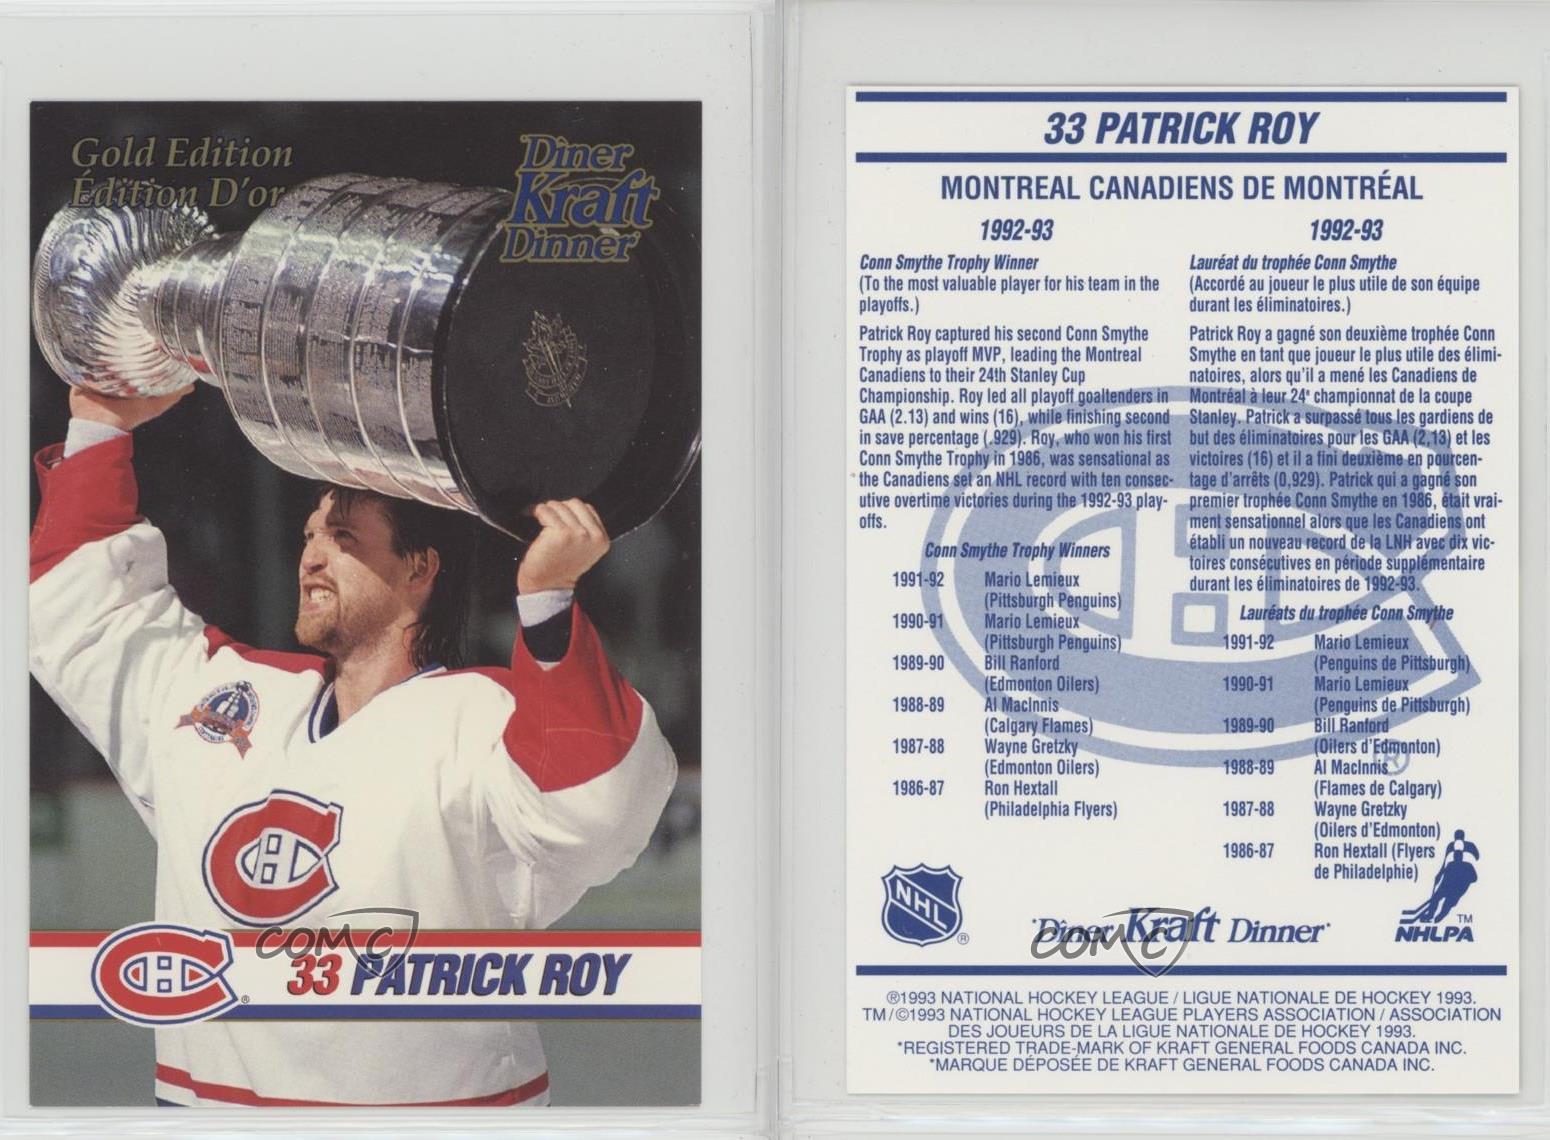 Gold Edition
Édition D'or
Dîner
Kraft
Dinner
33 PATRICK ROY
COMC
33 PATRICK ROY
MONTREAL CANADIENS DE MONTRÉAL
1992-93
Conn Smythe Trophy Winner
(To the most valuable player for his team in the
playoffs.)
Patrick Roy captured his second Conn Smythe
Trophy as playoff MVP, leading the Montreal
Canadiens to their 24th Stanley Cup
Championship. Roy led all playoff goaltenders in
GAA (2.13) and wins (16), while finishing second
in save percentage (.929). Roy, who won his first
Conn Smythe Trophy in 1986, was sensational as
the Canadiens set an NHL record with ten consec-
utive overtime victories during the 1992-93 play-
offs.
Conn Smythe Trophy Winners
1991-92 Mario Lemieux
(Pittsburgh Penguins)
1990-91 Mario Lemieux
(Pittsburgh Penguins)
1989-90 Bill Ranford
(Edmonton Oilers)
1988-89 Al MacInnis
(Calgary Flames)
1987-88 Wayne Gretzky
(Edmonton Oilers)
1986-87 Ron Hextall
(Philadelphia Flyers)
1992-93
Lauréat du trophée Conn Smythe
(Accordé au joueur le plus utile de son équipe
durant les éliminatoires.)
Patrick Roy a gagné son deuxième trophée Conn
Smythe en tant que joueur le plus utile des élimi-
natoires, alors qu'il a mené les Canadiens de
Montréal à leur 24e championnat de la coupe
Stanley. Patrick a surpassé tous les gardiens de
but des éliminatoires pour les GAA (2,13) et les
victoires (16) et il a fini deuxième en pourcen-
tage d'arrêts (0,929). Patrick qui a gagné son
premier trophée Conn Smythe en 1986, était vrai-
ment sensationnel alors que les Canadiens ont
établi un nouveau record de la LNH avec dix vic-
toires consécutives en période supplémentaire
durant les éliminatoires de 1992-93.
Lauréats du trophée Conn Smythe
1991-92 Mario Lemieux
(Penguins de Pittsburgh)
1990-91 Mario Lemieux
(Penguins de Pittsburgh)
1989-90 Bill Ranford
(Oilers d'Edmonton)
1988-89 Al MacInnis
(Flames de Calgary)
1987-88 Wayne Gretzky
(Oilers d'Edmonton)
1986-87 Ron Hextall (Flyers
de Philadelphie)
NHL ®
*Dîner Kraft Dinner*
COMC
NHLPA TM
®1993 NATIONAL HOCKEY LEAGUE / LIGUE NATIONALE DE HOCKEY 1993.
TM/©1993 NATIONAL HOCKEY LEAGUE PLAYERS ASSOCIATION / ASSOCIATION
DES JOUEURS DE LA LIGUE NATIONALE DE HOCKEY 1993.
*REGISTERED TRADE-MARK OF KRAFT GENERAL FOODS CANADA INC.
*MARQUE DÉPOSÉE DE KRAFT GENERAL FOODS CANADA INC.